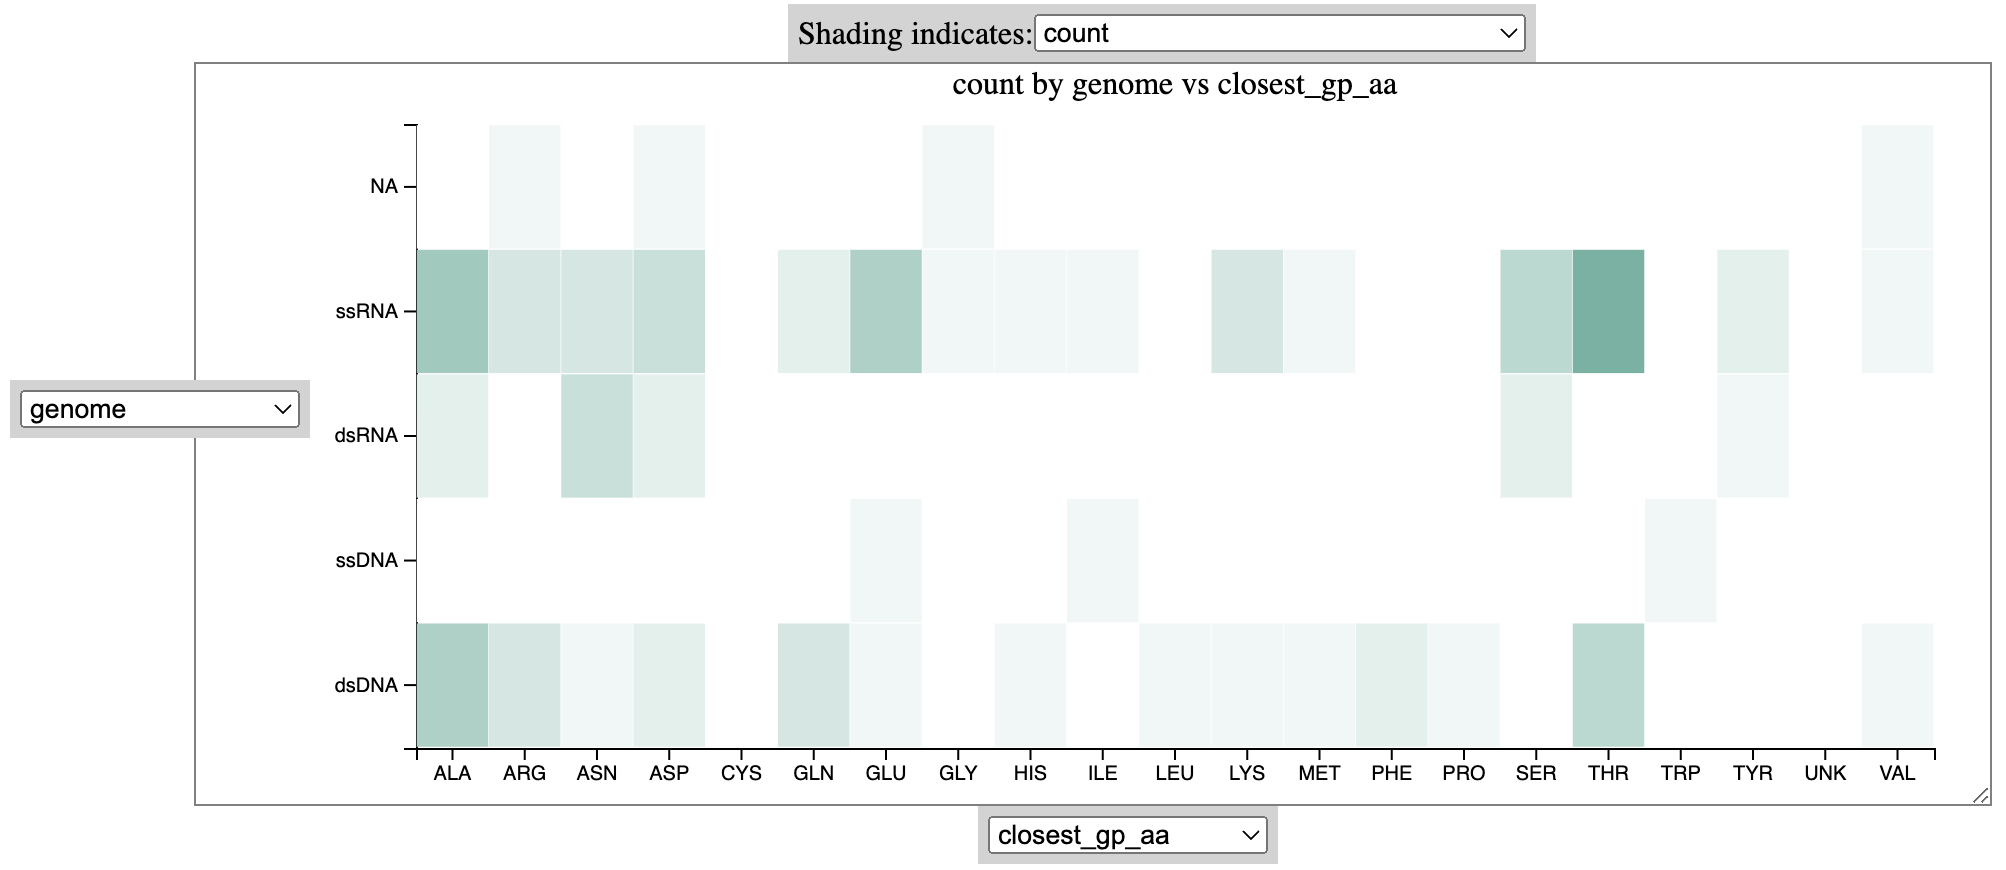 Shading indicates: count
count by genome vs closest_gp_aa
NA
ssRNA
genome
dsRNA
ssDNA
dsDNA
ALA ARG ASN ASP CYS GLN GLU GLY HIS ILE LEU LYS MET PHE PRO SER THR TRP TYR UNK VAL
closest_gp_aa